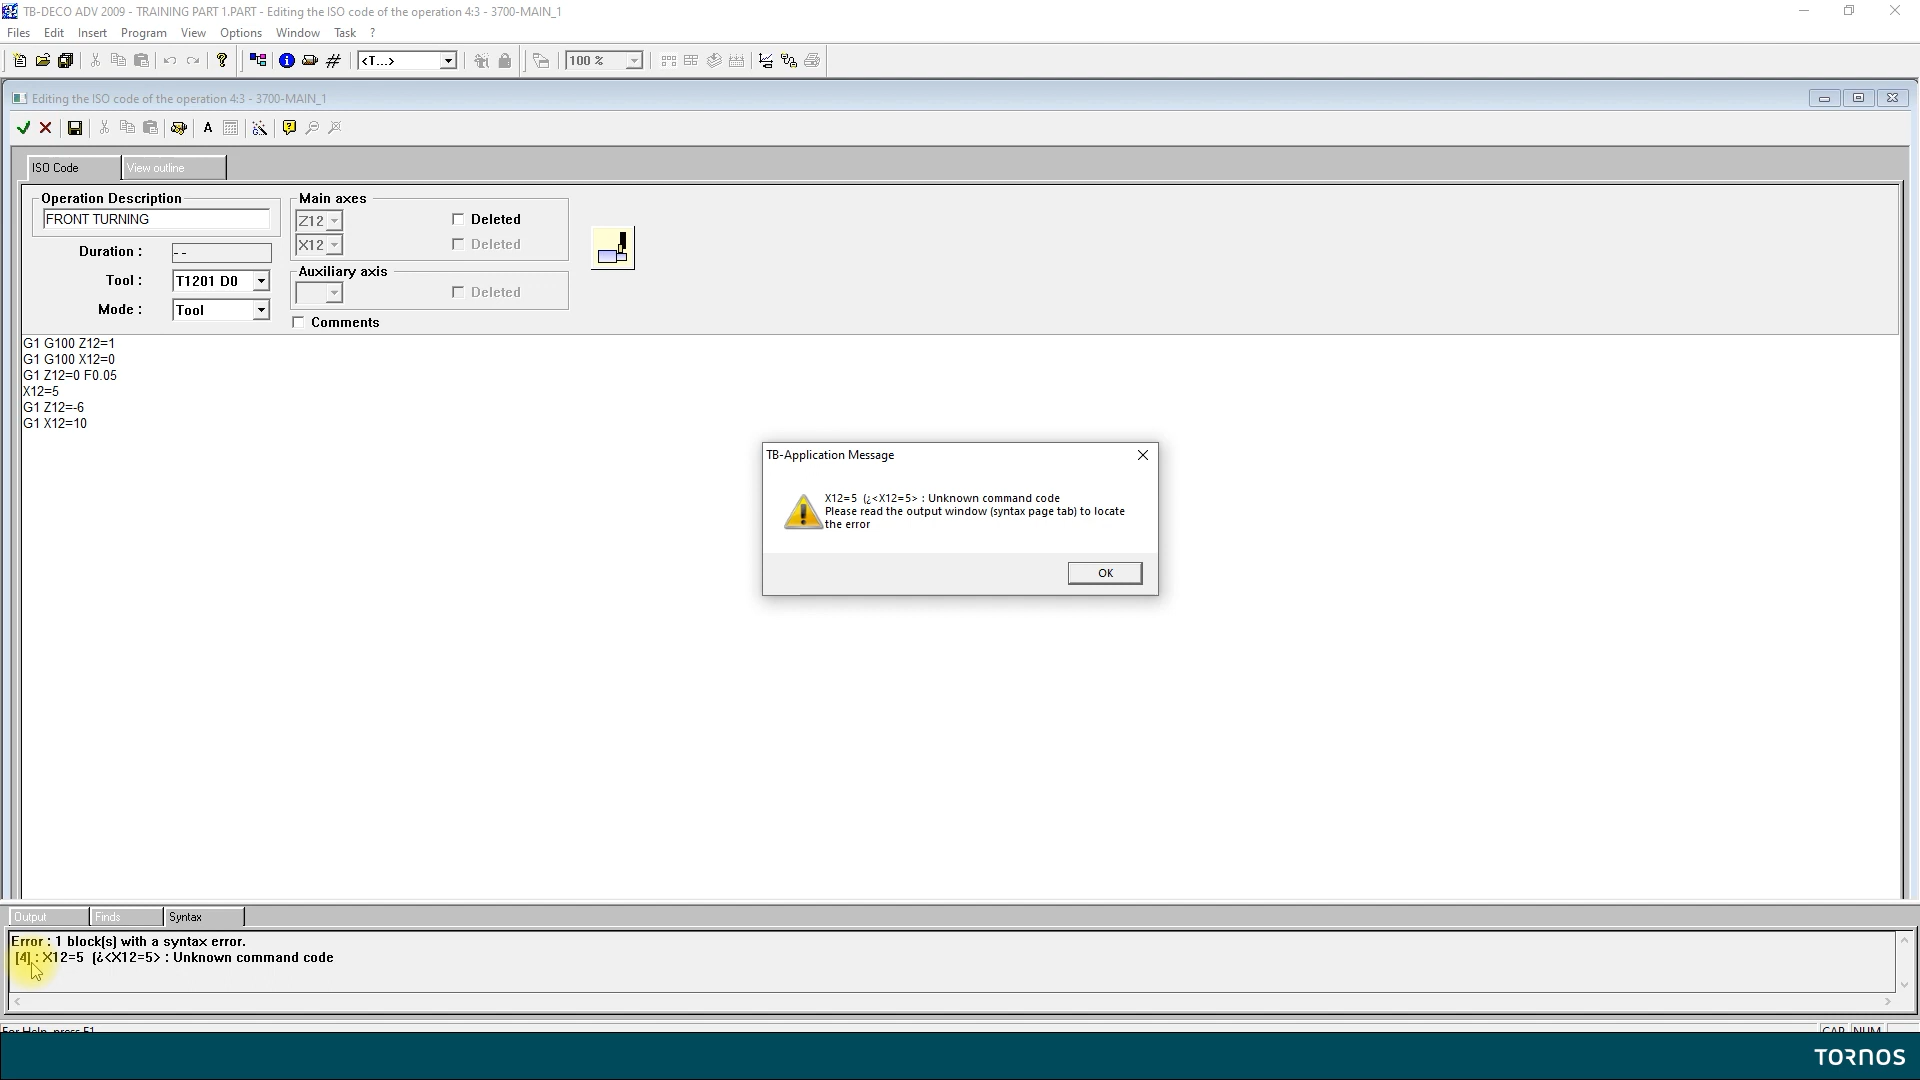 TB-DECO ADV 2009 - TRAINING PART 1.PART - Editing the ISO code of the operation 4:3 - 3700-MAIN_1
Files Edit Insert Program View Options Window Task ?
<T...> 100 %
Editing the ISO code of the operation 4:3 - 3700-MAIN_1
ISO Code View outline
Operation Description
FRONT TURNING
Duration : --
Tool : T1201 D0
Mode : Tool
Main axes
Z12 Deleted
X12 Deleted
Auxiliary axis
Deleted
Comments
G1 G100 Z12=1
G1 G100 X12=0
G1 Z12=0 F0.05
X12=5
G1 Z12=-6
G1 X12=10
TB-Application Message
X12=5 (¿<X12=5> : Unknown command code
Please read the output window (syntax page tab) to locate
the error
OK
Output Finds Syntax
Error : 1 block(s) with a syntax error.
[4] : X12=5 (¿<X12=5> : Unknown command code
For Help, press F1
CAP NUM
TORNOS